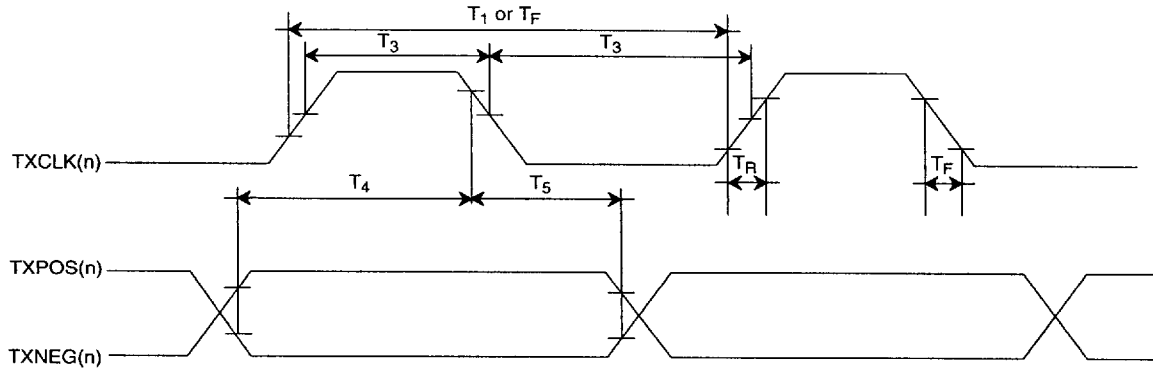 T1 or TF
T3 T3
TXCLK(n)
T4 T5 TR TF
TXPOS(n)
TXNEG(n)